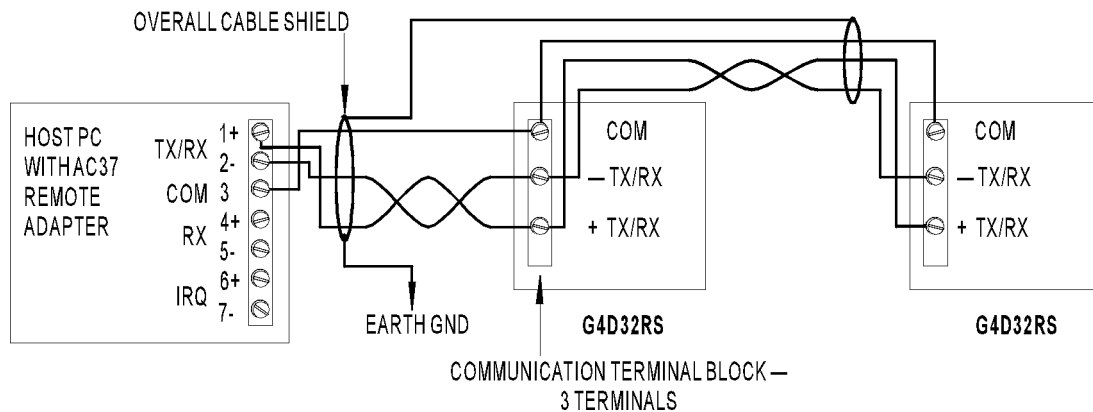 OVERALL CABLE SHIELD
HOST PC
WITH AC37
REMOTE
ADAPTER
TX/RX
COM
RX
IRQ
1+
2-
3
4+
5-
6+
7-
COM
— TX/RX
+ TX/RX
COM
— TX/RX
+ TX/RX
EARTH GND
G4D32RS
G4D32RS
COMMUNICATION TERMINAL BLOCK —
3 TERMINALS